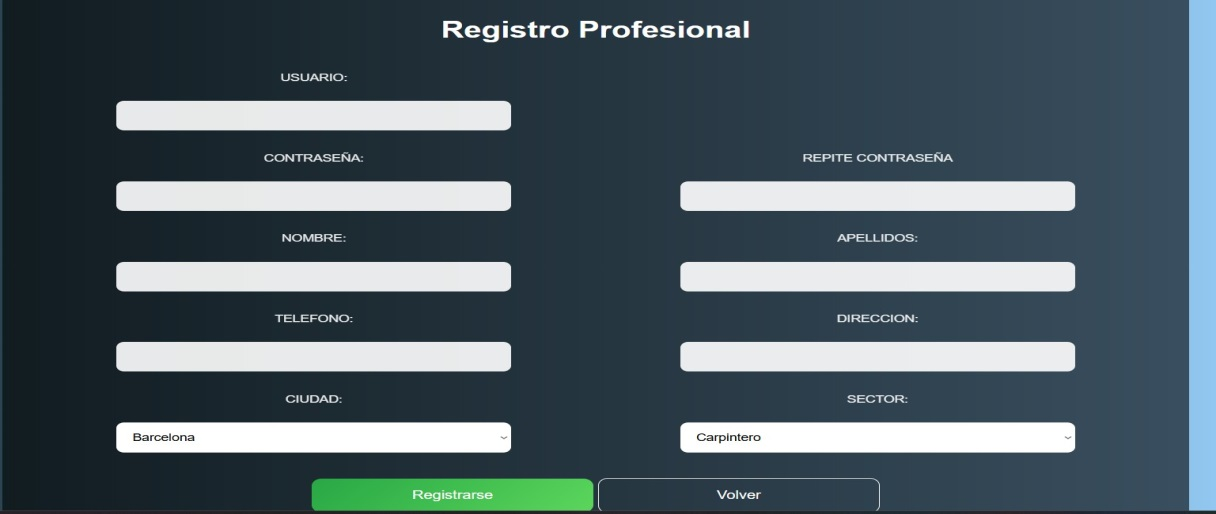 Registro Profesional
USUARIO:
CONTRASEÑA:
REPITE CONTRASEÑA
NOMBRE:
APELLIDOS:
TELEFONO:
DIRECCION:
CIUDAD:
SECTOR:
Barcelona
Carpintero
Registrarse
Volver